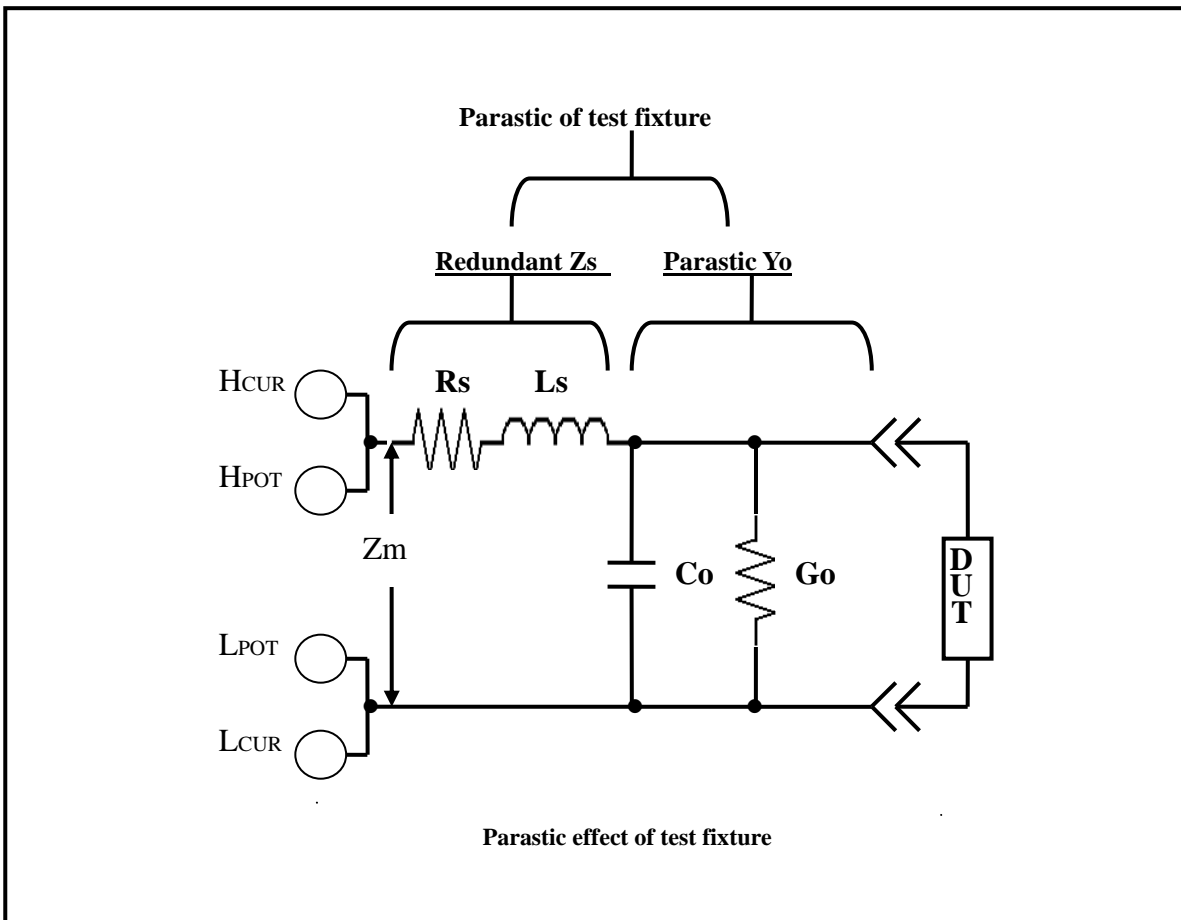 Parastic of test fixture
Redundant Zs
Parastic Yo
HCUR
Rs
Ls
HPOT
Zm
Co
Go
DUT
LPOT
LCUR
Parastic effect of test fixture